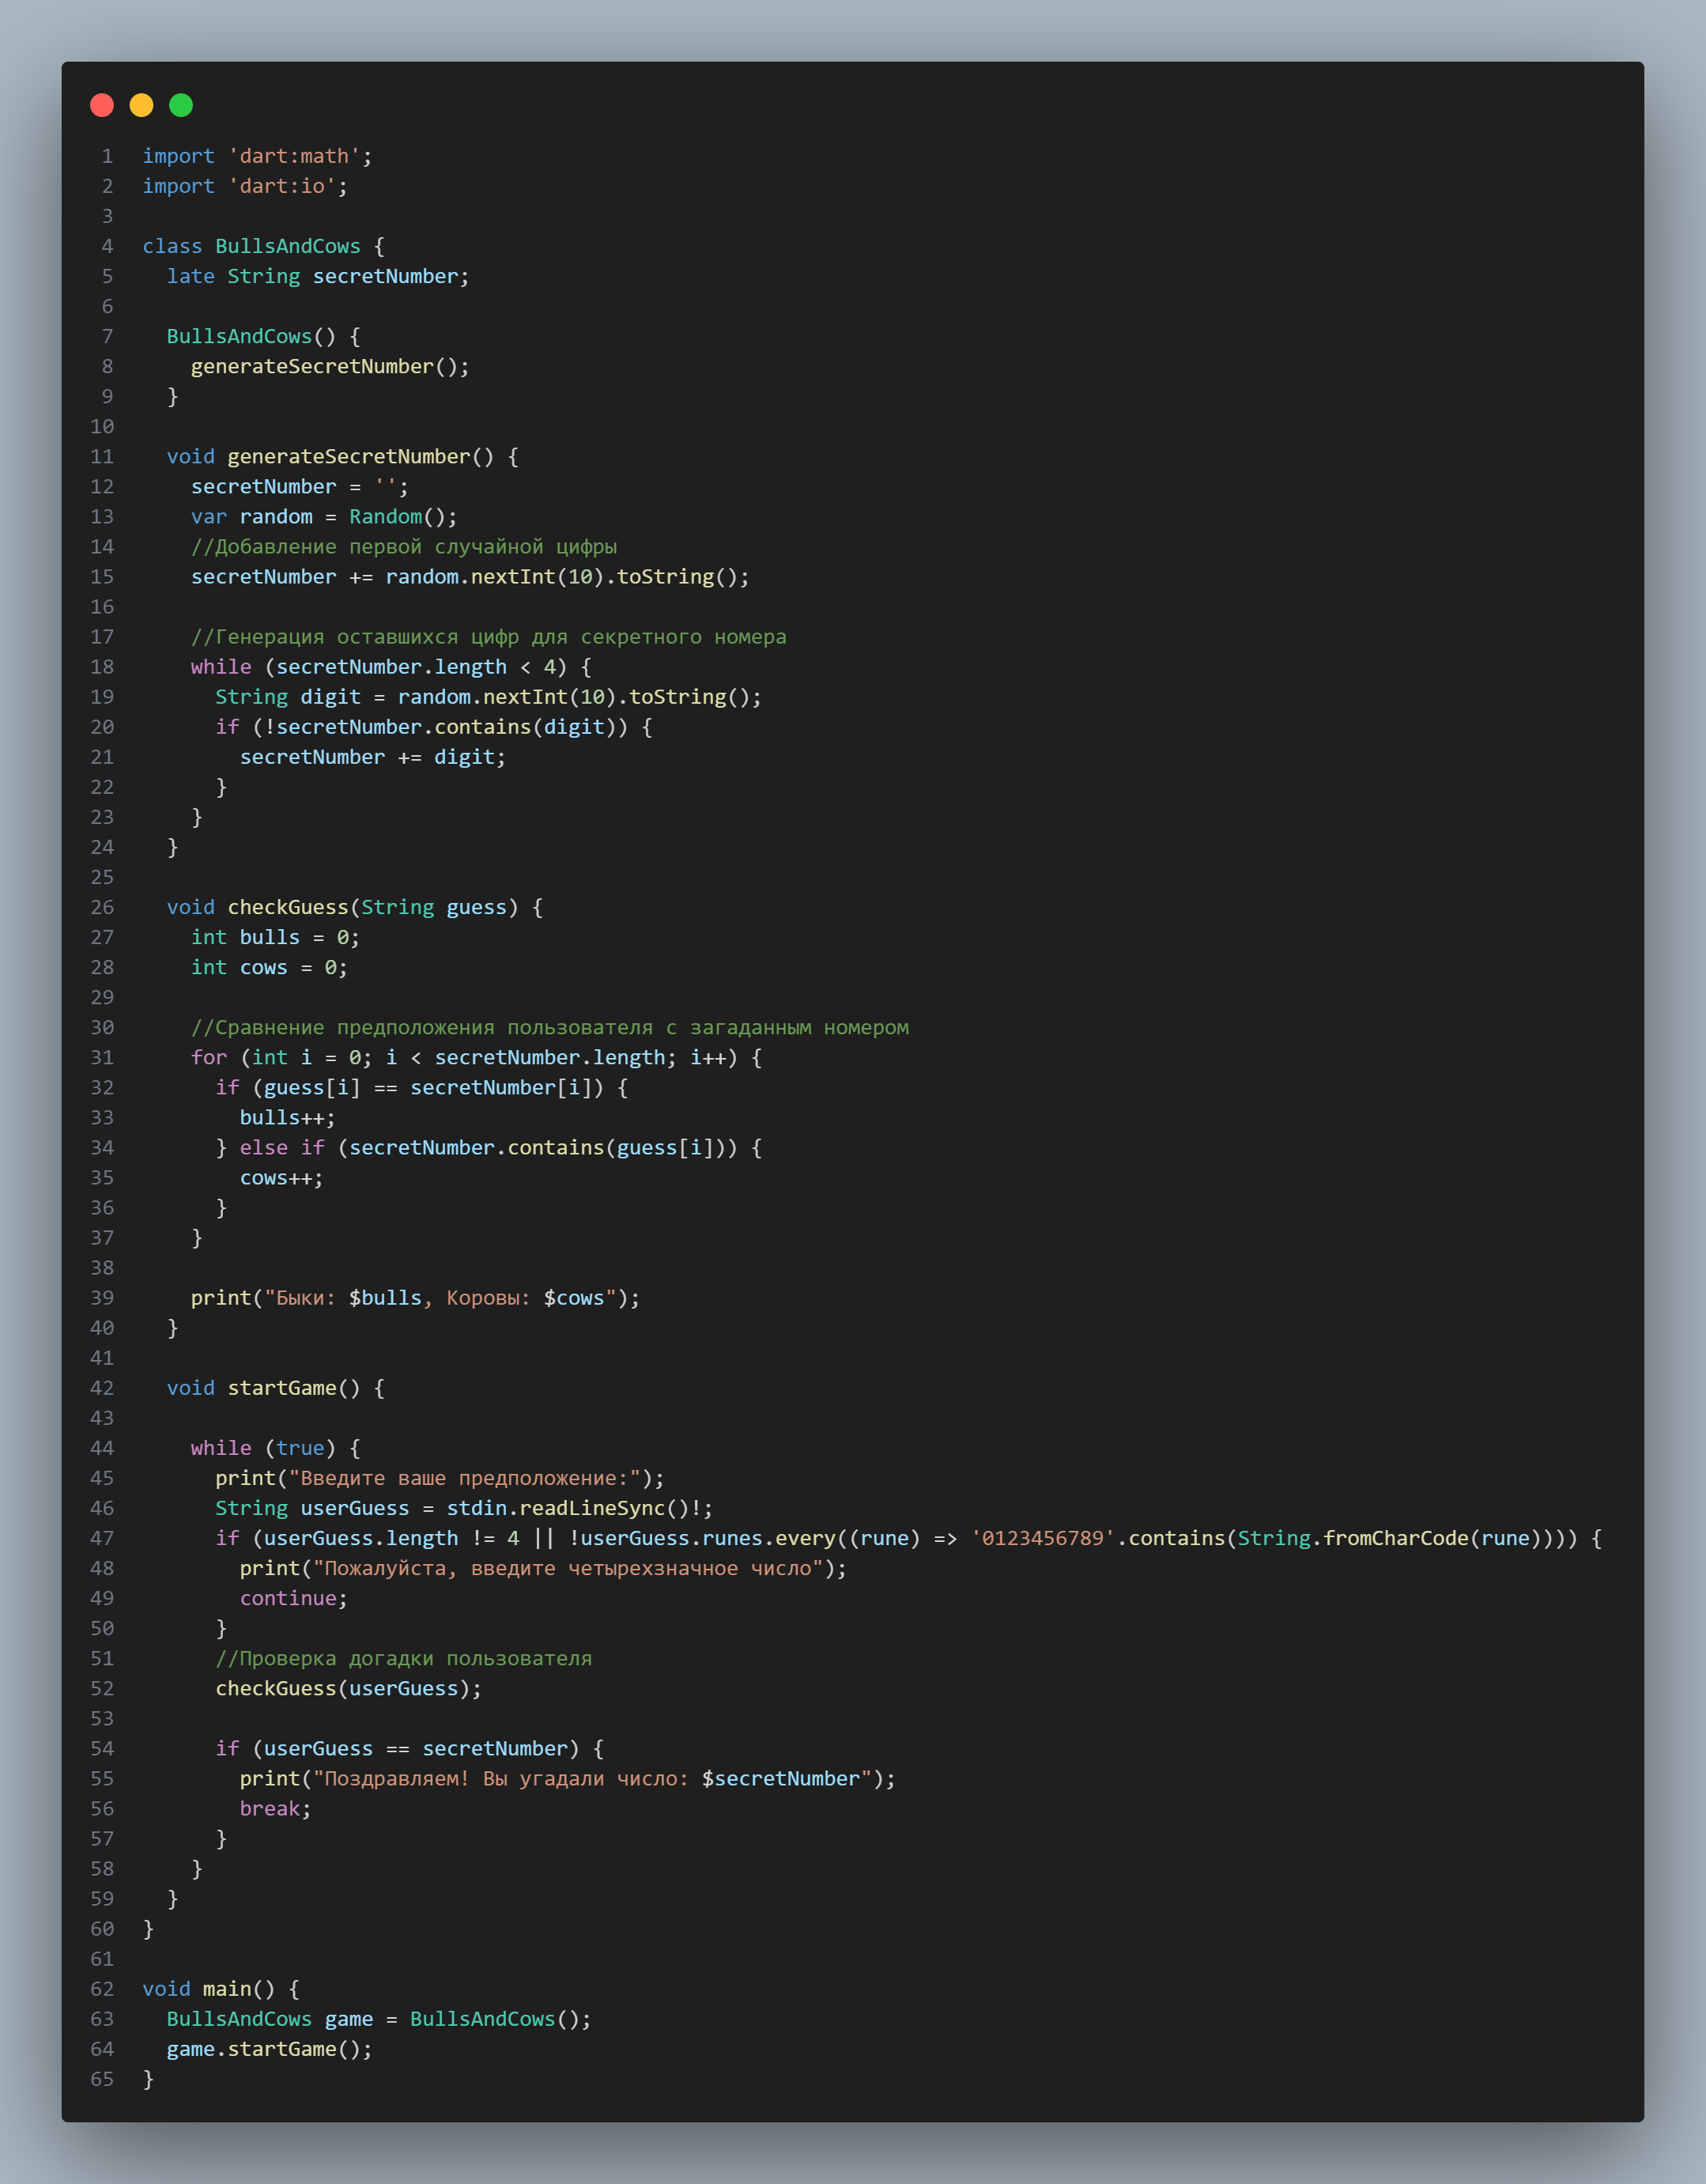 1 import 'dart:math';
2 import 'dart:io';
3
4 class BullsAndCows {
5   late String secretNumber;
6
7   BullsAndCows() {
8     generateSecretNumber();
9   }
10
11   void generateSecretNumber() {
12     secretNumber = '';
13     var random = Random();
14     //Добавление первой случайной цифры
15     secretNumber += random.nextInt(10).toString();
16
17     //Генерация оставшихся цифр для секретного номера
18     while (secretNumber.length < 4) {
19       String digit = random.nextInt(10).toString();
20       if (!secretNumber.contains(digit)) {
21         secretNumber += digit;
22       }
23     }
24   }
25
26   void checkGuess(String guess) {
27     int bulls = 0;
28     int cows = 0;
29
30     //Сравнение предположения пользователя с загаданным номером
31     for (int i = 0; i < secretNumber.length; i++) {
32       if (guess[i] == secretNumber[i]) {
33         bulls++;
34       } else if (secretNumber.contains(guess[i])) {
35         cows++;
36       }
37     }
38
39     print("Быки: $bulls, Коровы: $cows");
40   }
41
42   void startGame() {
43
44     while (true) {
45       print("Введите ваше предположение:");
46       String userGuess = stdin.readLineSync()!;
47       if (userGuess.length != 4 || !userGuess.runes.every((rune) => '0123456789'.contains(String.fromCharCode(rune)))) {
48         print("Пожалуйста, введите четырехзначное число");
49         continue;
50       }
51       //Проверка догадки пользователя
52       checkGuess(userGuess);
53
54       if (userGuess == secretNumber) {
55         print("Поздравляем! Вы угадали число: $secretNumber");
56         break;
57       }
58     }
59   }
60 }
61
62 void main() {
63   BullsAndCows game = BullsAndCows();
64   game.startGame();
65 }